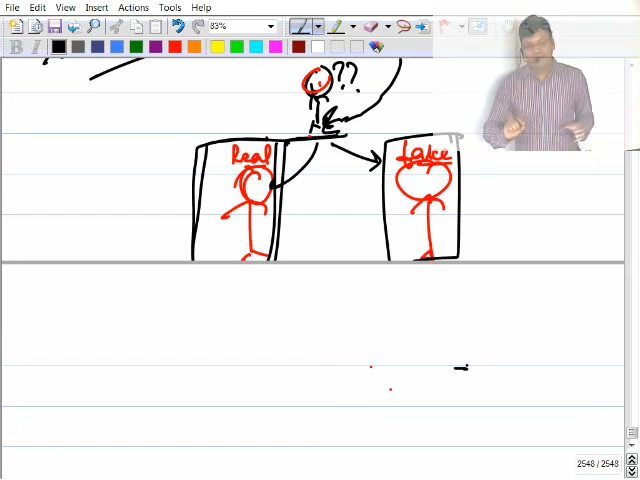 File Edit View Insert Actions Tools Help
83%
B I
??
Real
fake
2548 / 2548